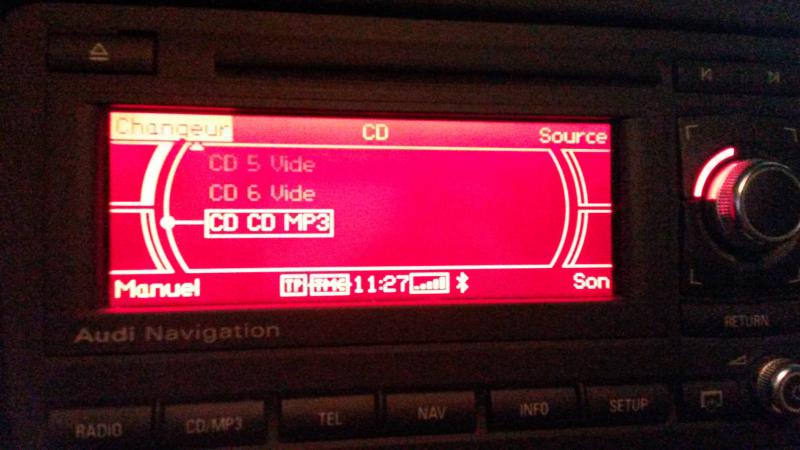 Changeur CD Source
CD 5 Vide
CD 6 Vide
CD CD MP3
Manuel TP TMC 11:27 Son
Audi Navigation
RETURN
RADIO CD/MP3 TEL NAV INFO SETUP